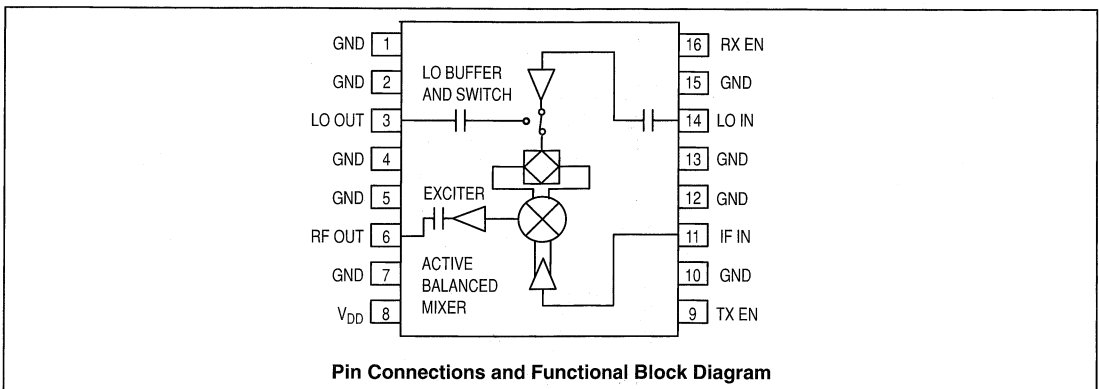 GND 1
GND 2
LO OUT 3
GND 4
GND 5
RF OUT 6
GND 7
VDD 8
LO BUFFER
AND SWITCH
EXCITER
ACTIVE
BALANCED
MIXER
16 RX EN
15 GND
14 LO IN
13 GND
12 GND
11 IF IN
10 GND
9 TX EN
Pin Connections and Functional Block Diagram